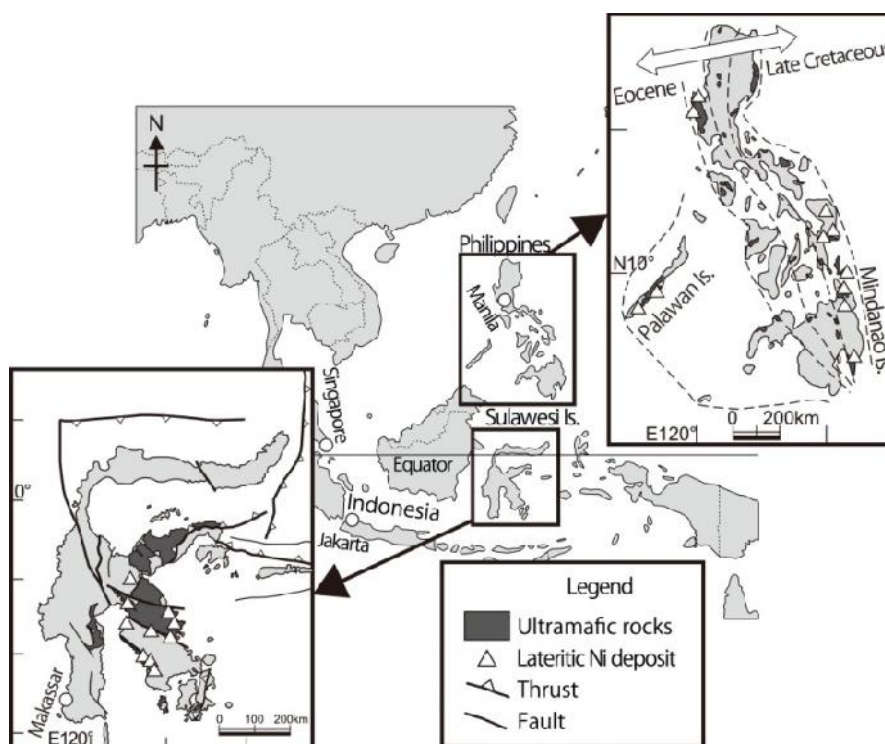 N
Philippines
Manila
Singapore
Sulawesi Is.
Equator
Indonesia
Jakarta
Eocene
Late Cretaceous
N10°
Palawan Is.
Mindanao Is.
E120°
0 200km
0°
Makassar
E120°
0 100 200km
Legend
Ultramafic rocks
Lateritic Ni deposit
Thrust
Fault